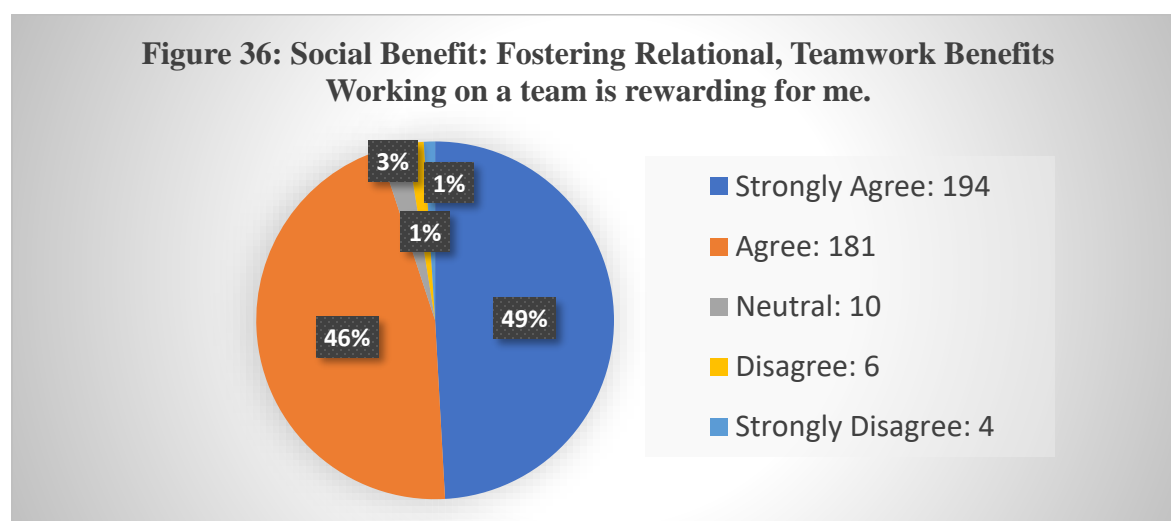 Figure 36: Social Benefit: Fostering Relational, Teamwork Benefits
Working on a team is rewarding for me.
3%
1%
1%
46%
49%
Strongly Agree: 194
Agree: 181
Neutral: 10
Disagree: 6
Strongly Disagree: 4